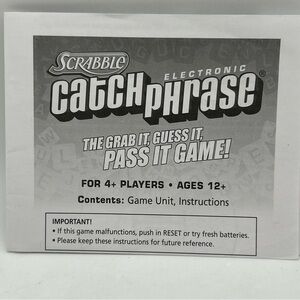 SCRABBLE
ELECTRONIC
catch phrase®
THE GRAB IT, GUESS IT,
PASS IT GAME!
FOR 4+ PLAYERS • AGES 12+
Contents: Game Unit, Instructions
IMPORTANT!
• If this game malfunctions, push in RESET or try fresh batteries.
• Please keep these instructions for future reference.